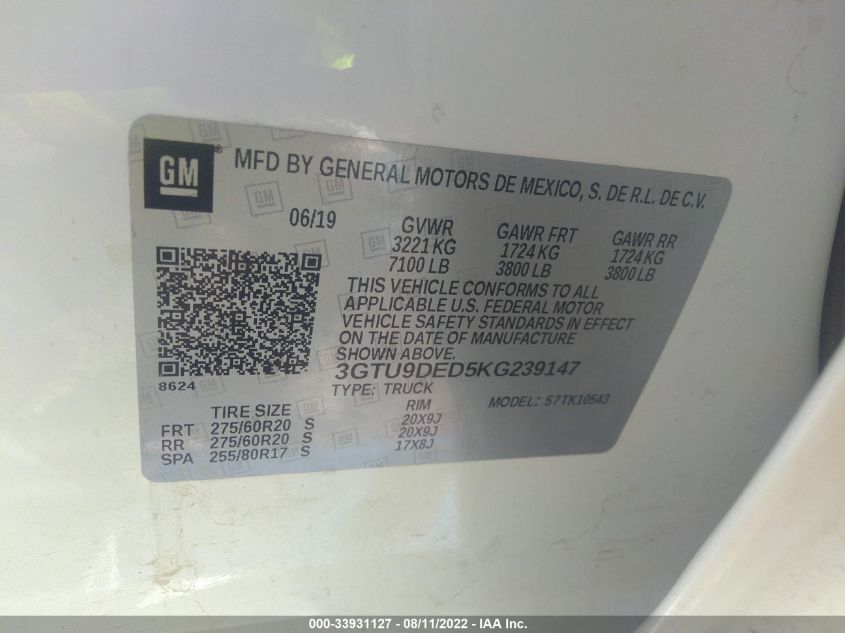 GM ® MFD BY GENERAL MOTORS DE MEXICO, S. DE R.L. DE C.V.
06/19 GVWR GAWR FRT GAWR RR
3221 KG 1724 KG 1724 KG
7100 LB 3800 LB 3800 LB
THIS VEHICLE CONFORMS TO ALL
APPLICABLE U.S. FEDERAL MOTOR
VEHICLE SAFETY STANDARDS IN EFFECT
ON THE DATE OF MANUFACTURE
SHOWN ABOVE.
3GTU9DED5KG239147
8624 TYPE: TRUCK MODEL: 57TK10543
TIRE SIZE RIM
FRT 275/60R20 S 20X9J
RR 275/60R20 S 20X9J
SPA 255/80R17 S 17X8J
000-33931127 - 08/11/2022 - IAA Inc.